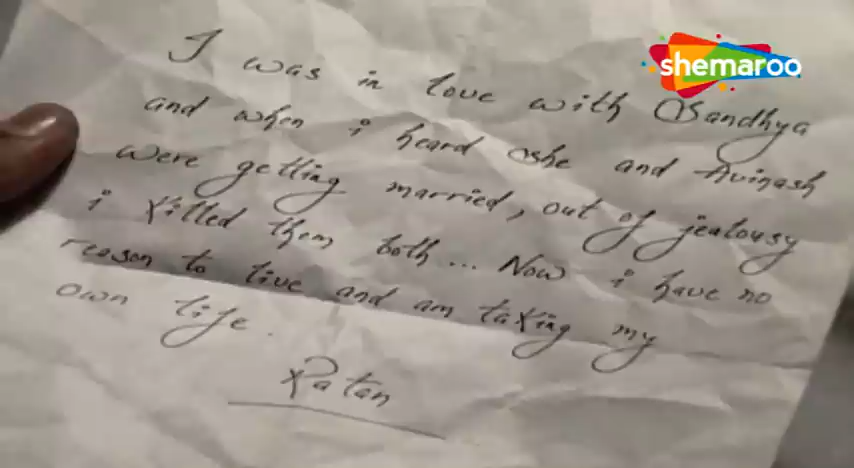 shemaroo
I was in love with Sandhya
and when i heard she and Avinash
were getting married, out of jealousy
i killed them both... Now i have no
reason to live and am taking my
own life.
Ratan